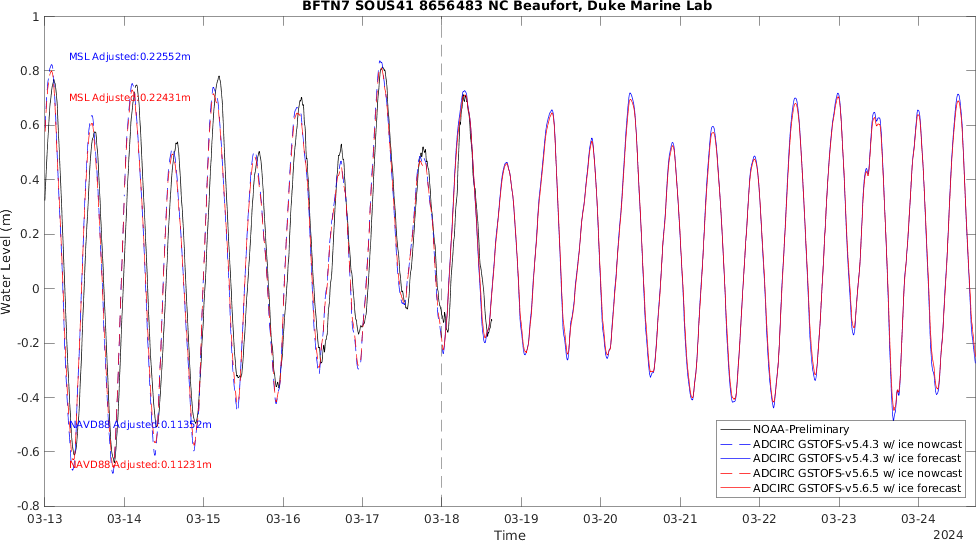 BFTN7 SOUS41 8656483 NC Beaufort, Duke Marine Lab
1
0.8
0.6
0.4
0.2
0
-0.2
-0.4
-0.6
-0.8
Water Level (m)
MSL Adjusted:0.22552m
MSL Adjusted:0.22431m
NAVD88 Adjusted:0.11352m
NAVD88 Adjusted:0.11231m
NOAA-Preliminary
ADCIRC GSTOFS-v5.4.3 w/ ice nowcast
ADCIRC GSTOFS-v5.4.3 w/ ice forecast
ADCIRC GSTOFS-v5.6.5 w/ ice nowcast
ADCIRC GSTOFS-v5.6.5 w/ ice forecast
03-13 03-14 03-15 03-16 03-17 03-18 03-19 03-20 03-21 03-22 03-23 03-24
Time
2024